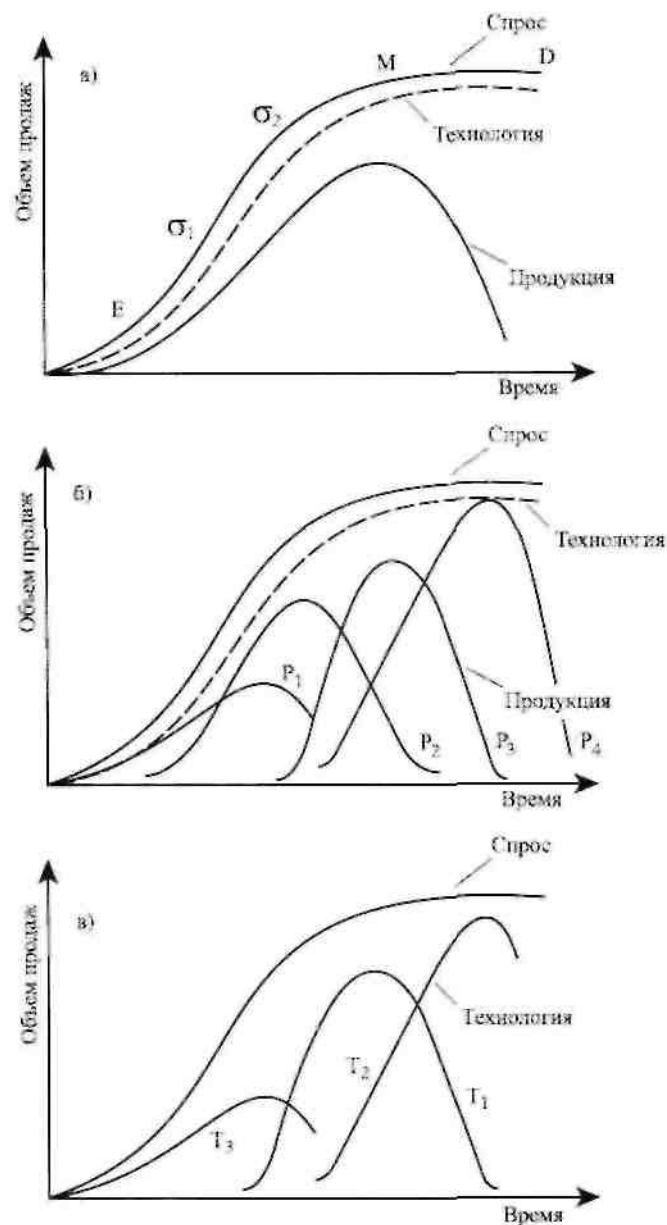 Спрос
а)
M
D
σ₂
Технология
Объем продаж
σ₁
Продукция
E
Время
Спрос
б)
Технология
Объем продаж
P₁
Продукция
P₂
P₃
P₄
Время
Спрос
в)
Объем продаж
Технология
T₂
T₁
T₃
Время